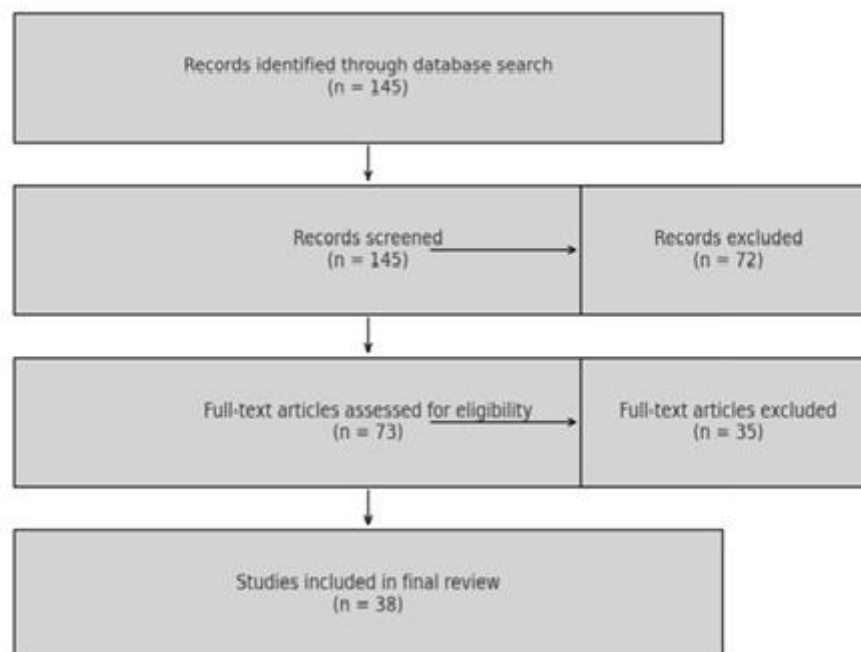 Records identified through database search
(n = 145)
Records screened
(n = 145)
Records excluded
(n = 72)
Full-text articles assessed for eligibility
(n = 73)
Full-text articles excluded
(n = 35)
Studies included in final review
(n = 38)